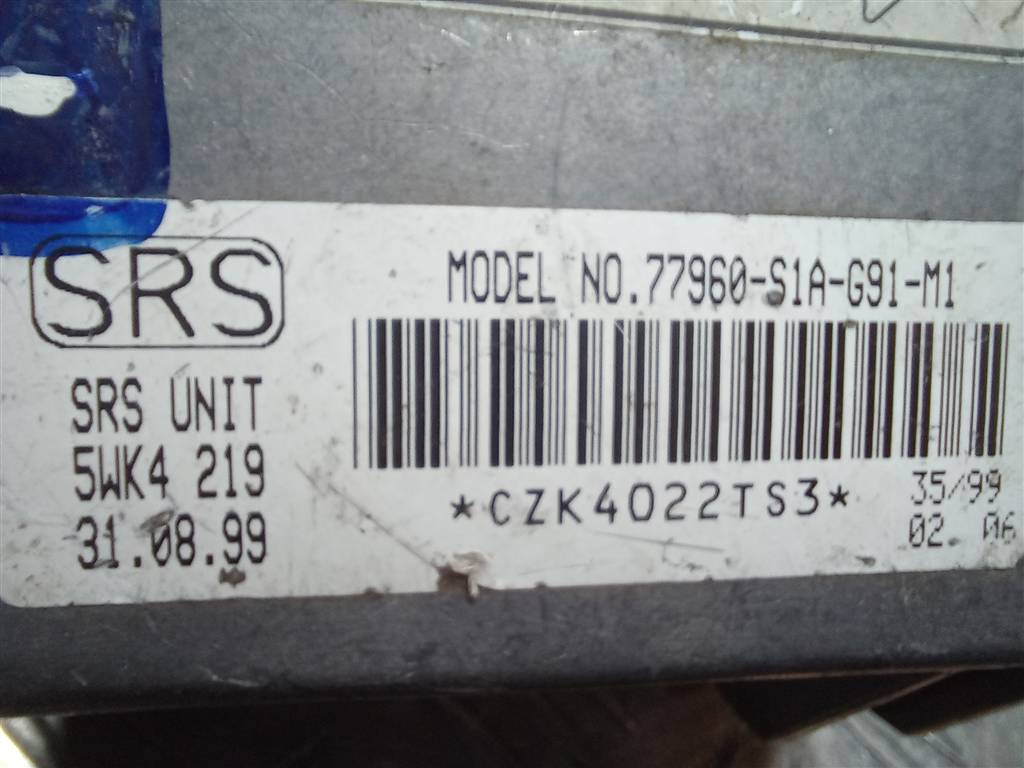 SRS
MODEL NO.77960-S1A-G91-M1
SRS UNIT
5WK4 219
31.08.99
*CZK4022TS3*
35/99
02 06